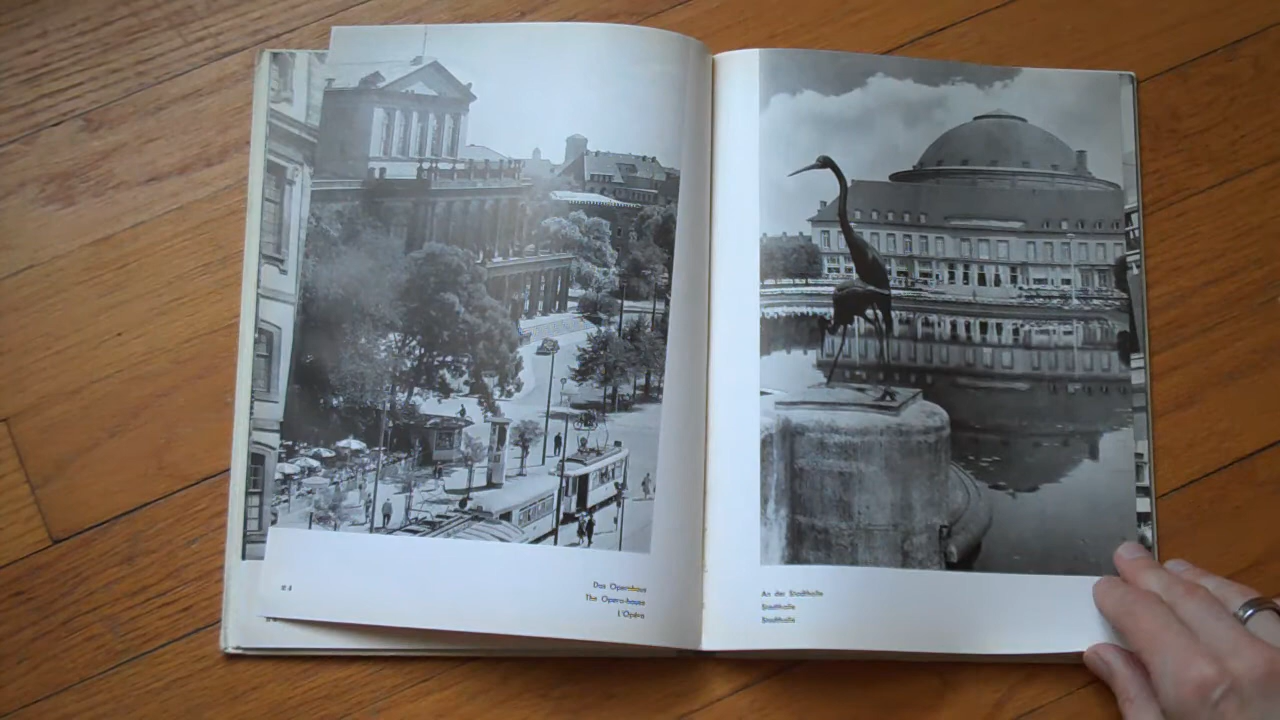 Das Opernhaus
The Opera-house
L'Opéra
An der Stadthalle
Stadthalle
Stadthalle